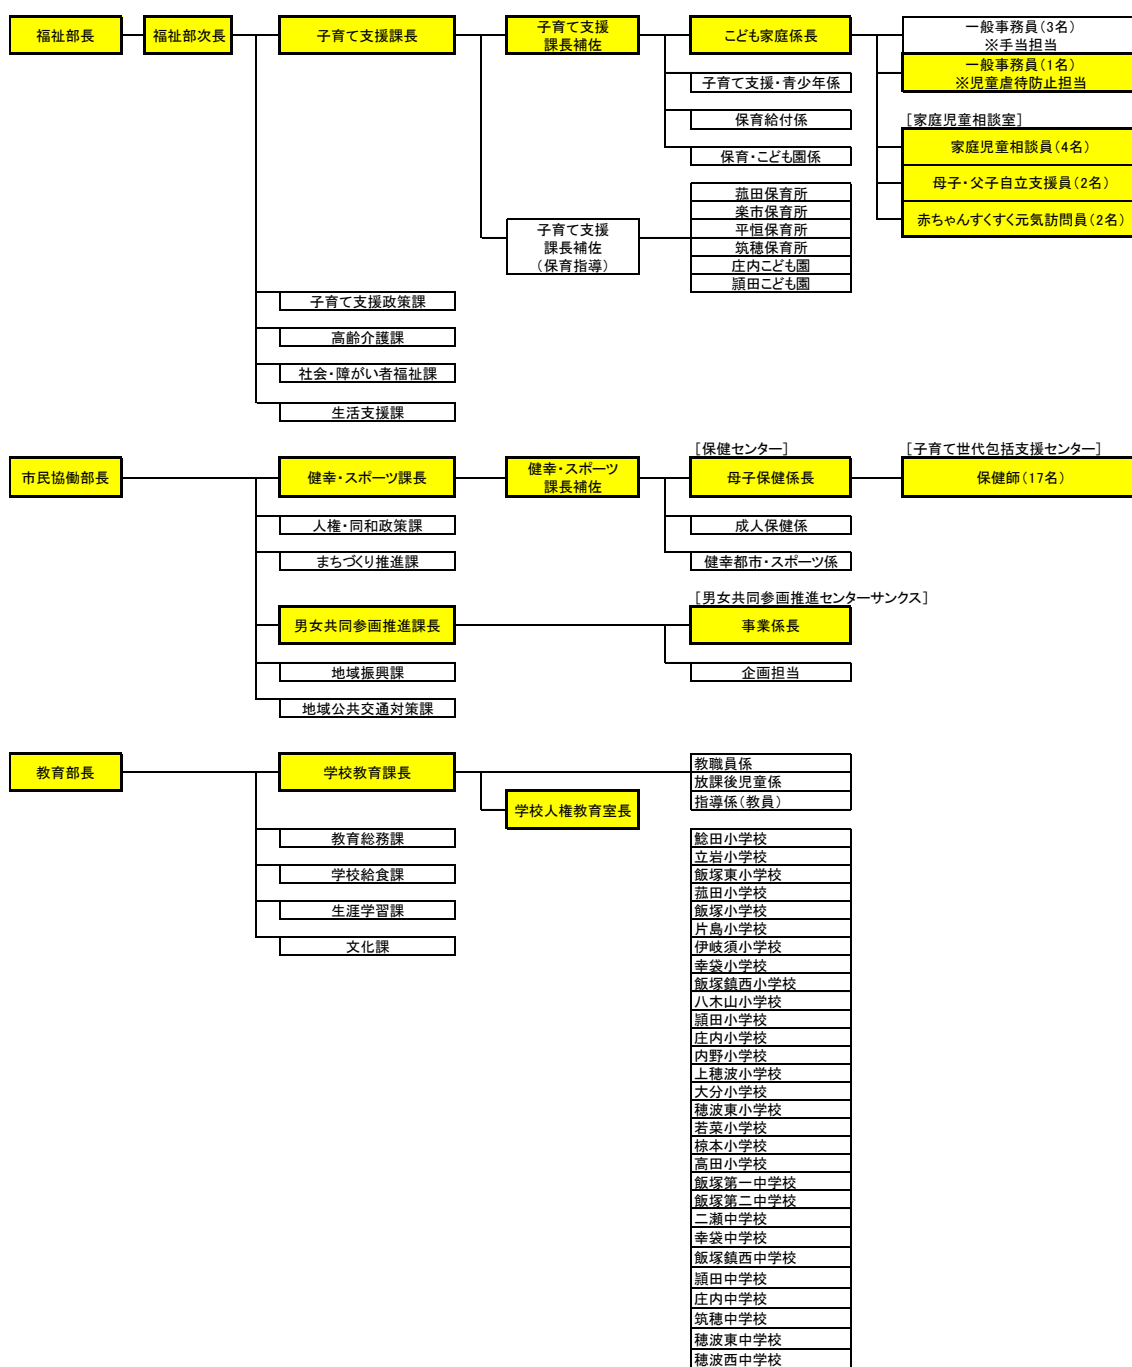 福祉部長
福祉部次長
子育て支援課長
子育て支援
課長補佐
こども家庭係長
一般事務員(3名)
※手当担当
一般事務員(1名)
※児童虐待防止担当
子育て支援・青少年係
保育給付係
保育・こども園係
[家庭児童相談室]
家庭児童相談員(4名)
母子・父子自立支援員(2名)
赤ちゃんすくすく元気訪問員(2名)
子育て支援
課長補佐
(保育指導)
菰田保育所
楽市保育所
平恒保育所
筑穂保育所
庄内こども園
頴田こども園
子育て支援政策課
高齢介護課
社会・障がい者福祉課
生活支援課
市民協働部長
健幸・スポーツ課長
健幸・スポーツ
課長補佐
[保健センター]
母子保健係長
[子育て世代包括支援センター]
保健師(17名)
成人保健係
健幸都市・スポーツ係
人権・同和政策課
まちづくり推進課
男女共同参画推進課長
[男女共同参画推進センターサンクス]
事業係長
企画担当
地域振興課
地域公共交通対策課
教育部長
学校教育課長
学校人権教育室長
教職員係
放課後児童係
指導係(教員)
教育総務課
学校給食課
生涯学習課
文化課
鯰田小学校
立岩小学校
飯塚東小学校
菰田小学校
飯塚小学校
片島小学校
伊岐須小学校
幸袋小学校
飯塚鎮西小学校
八木山小学校
頴田小学校
庄内小学校
内野小学校
上穂波小学校
大分小学校
穂波東小学校
若菜小学校
椋本小学校
高田小学校
飯塚第一中学校
飯塚第二中学校
二瀬中学校
幸袋中学校
飯塚鎮西中学校
頴田中学校
庄内中学校
筑穂中学校
穂波東中学校
穂波西中学校